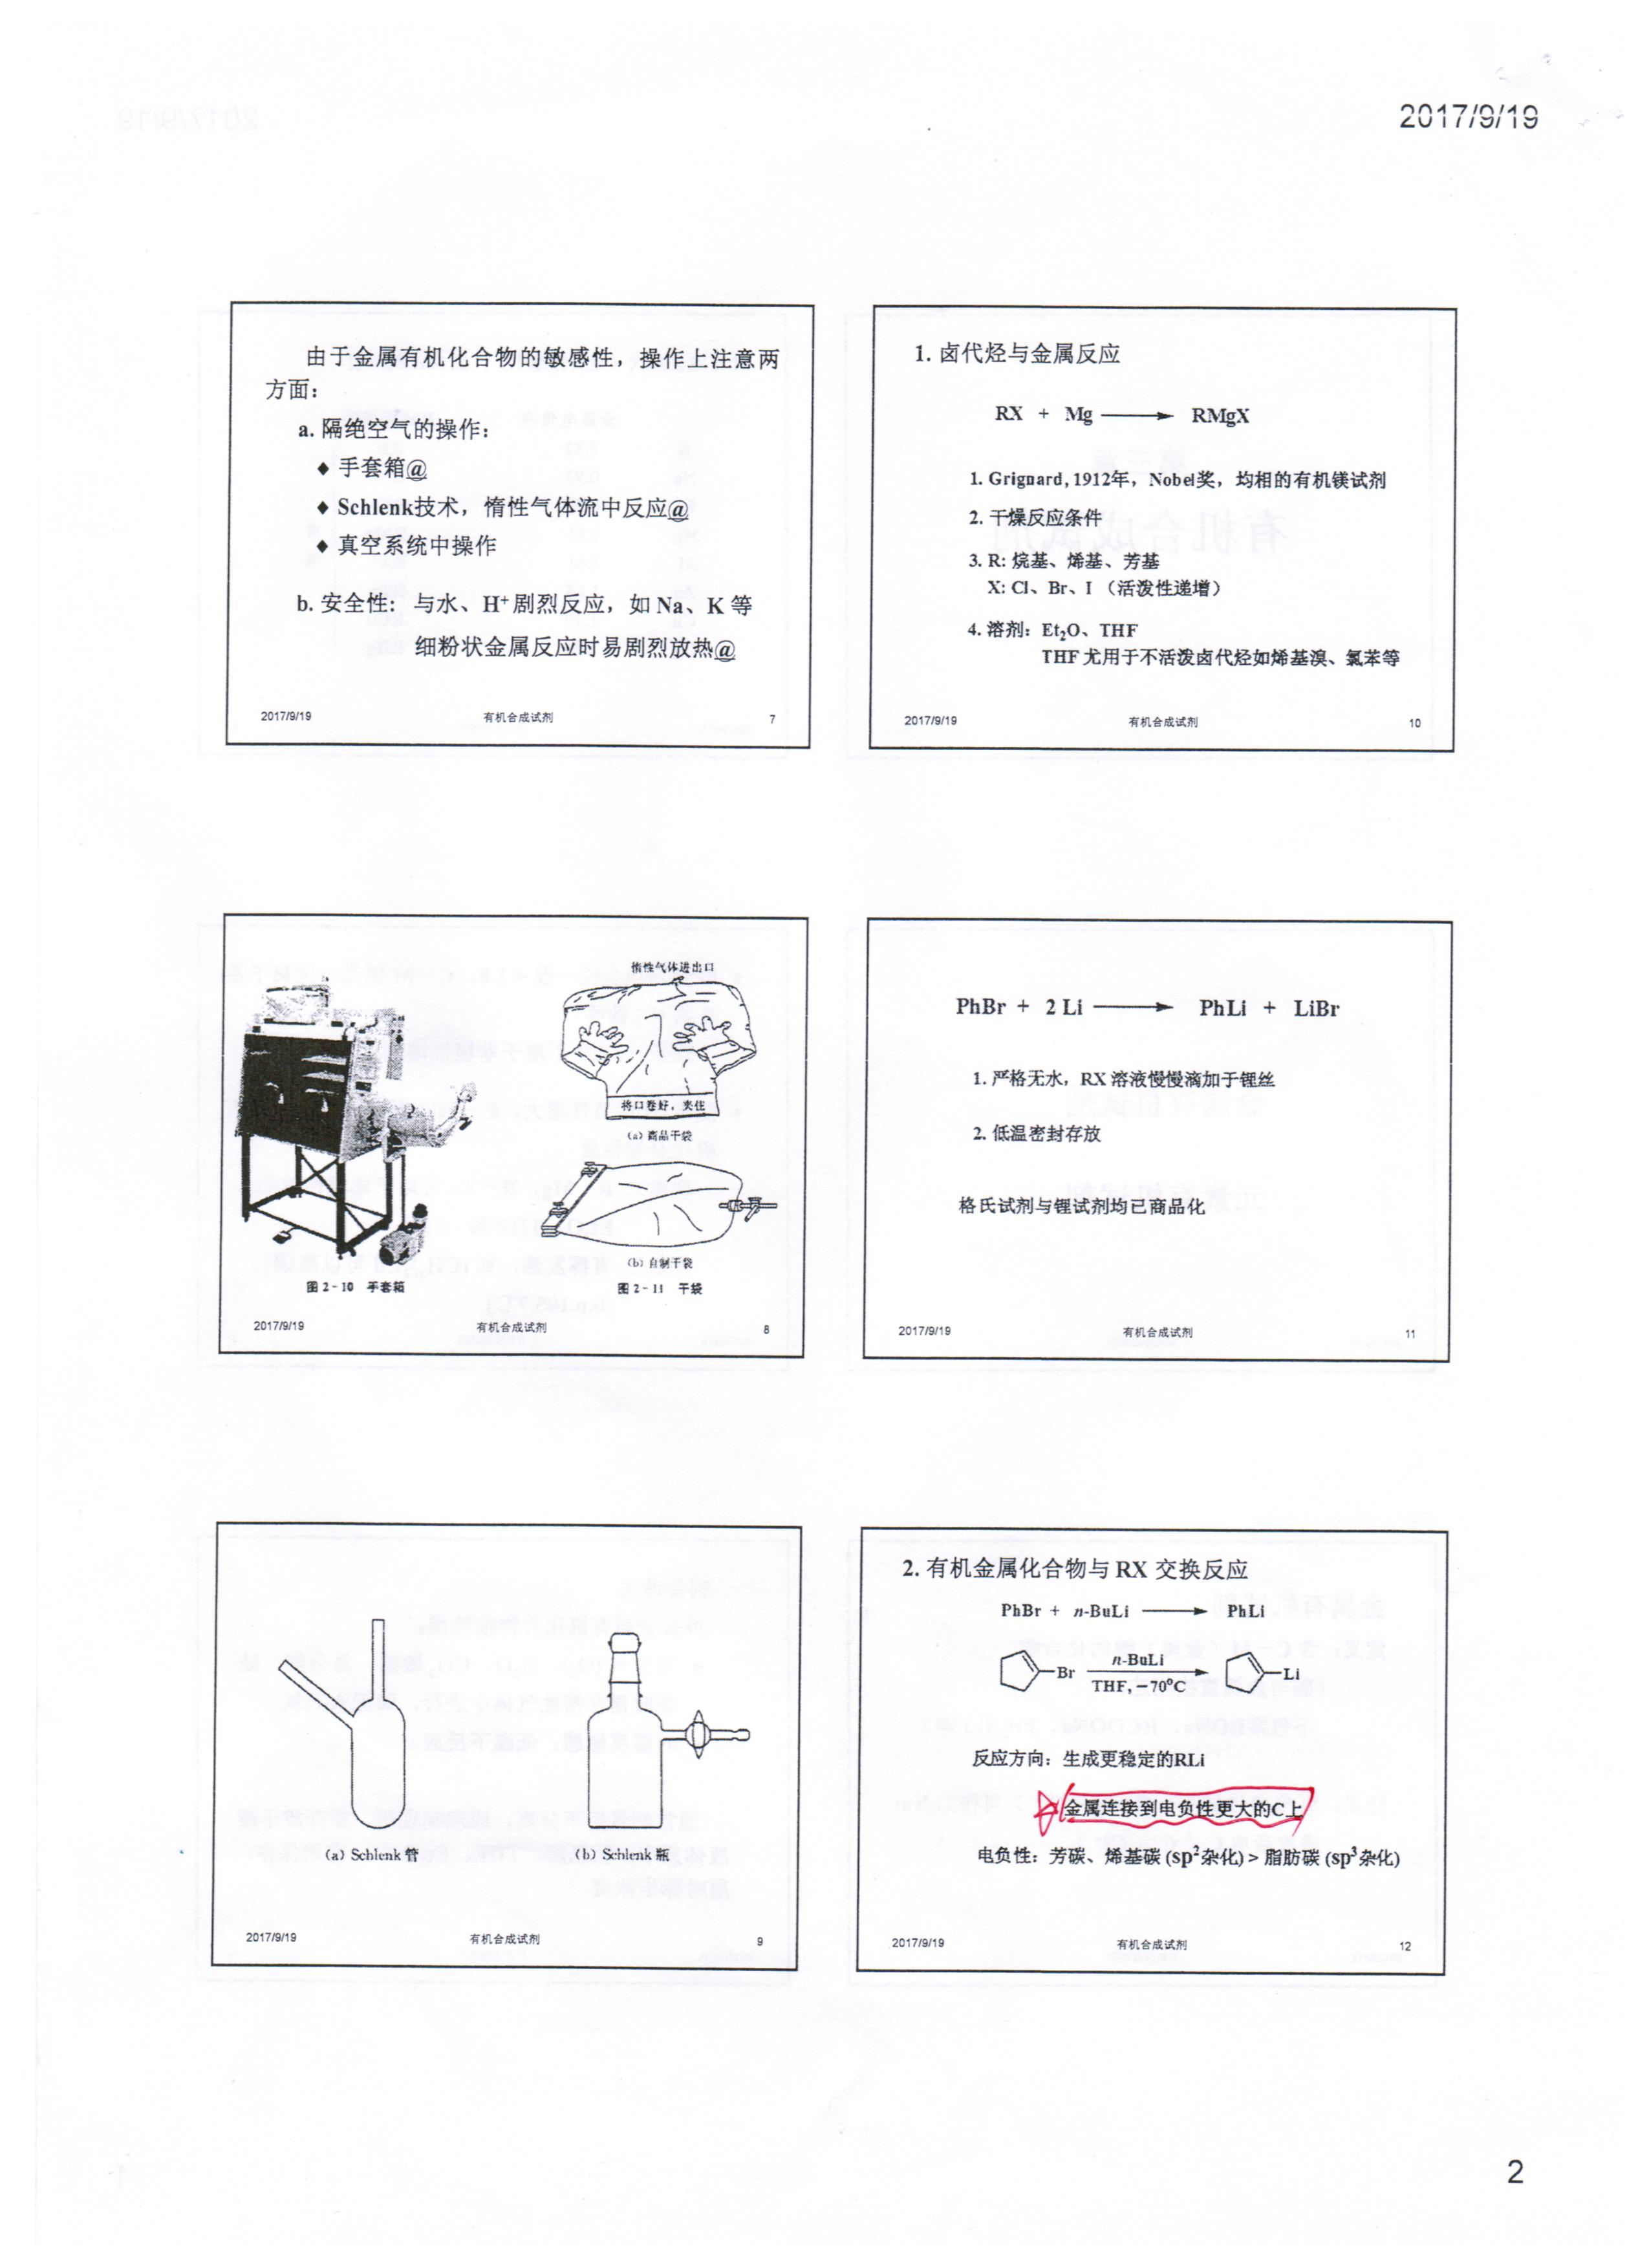 2017/9/19
由于金属有机化合物的敏感性，操作上注意两
方面：
a. 隔绝空气的操作：
◆ 手套箱@
◆ Schlenk技术，惰性气体流中反应@
◆ 真空系统中操作
b. 安全性： 与水、H⁺剧烈反应，如 Na、K 等
细粉状金属反应时易剧烈放热@
2017/9/19 有机合成试剂 7
惰性气体进出口
将口卷好，夹住
(a) 商品干袋
(b) 自制干袋
图 2-10 手套箱 图 2-11 干袋
2017/9/19 有机合成试剂 8
(a) Schlenk 管 (b) Schlenk 瓶
2017/9/19 有机合成试剂 9
1. 卤代烃与金属反应
RX + Mg ⟶ RMgX
1. Grignard, 1912年，Nobel奖，均相的有机镁试剂
2. 干燥反应条件
3. R: 烷基、烯基、芳基
X: Cl、Br、I （活泼性递增）
4. 溶剂：Et₂O、THF
THF 尤用于不活泼卤代烃如烯基溴、氯苯等
2017/9/19 有机合成试剂 10
PhBr + 2 Li ⟶ PhLi + LiBr
1. 严格无水，RX 溶液慢慢滴加于锂丝
2. 低温密封存放
格氏试剂与锂试剂均已商品化
2017/9/19 有机合成试剂 11
2. 有机金属化合物与 RX 交换反应
PhBr + n-BuLi ⟶ PhLi
n-BuLi
Br ⟶ Li
THF, −70°C
反应方向：生成更稳定的RLi
金属连接到电负性更大的C上
电负性：芳碳、烯基碳 (sp²杂化) > 脂肪碳 (sp³杂化)
2017/9/19 有机合成试剂 12
2